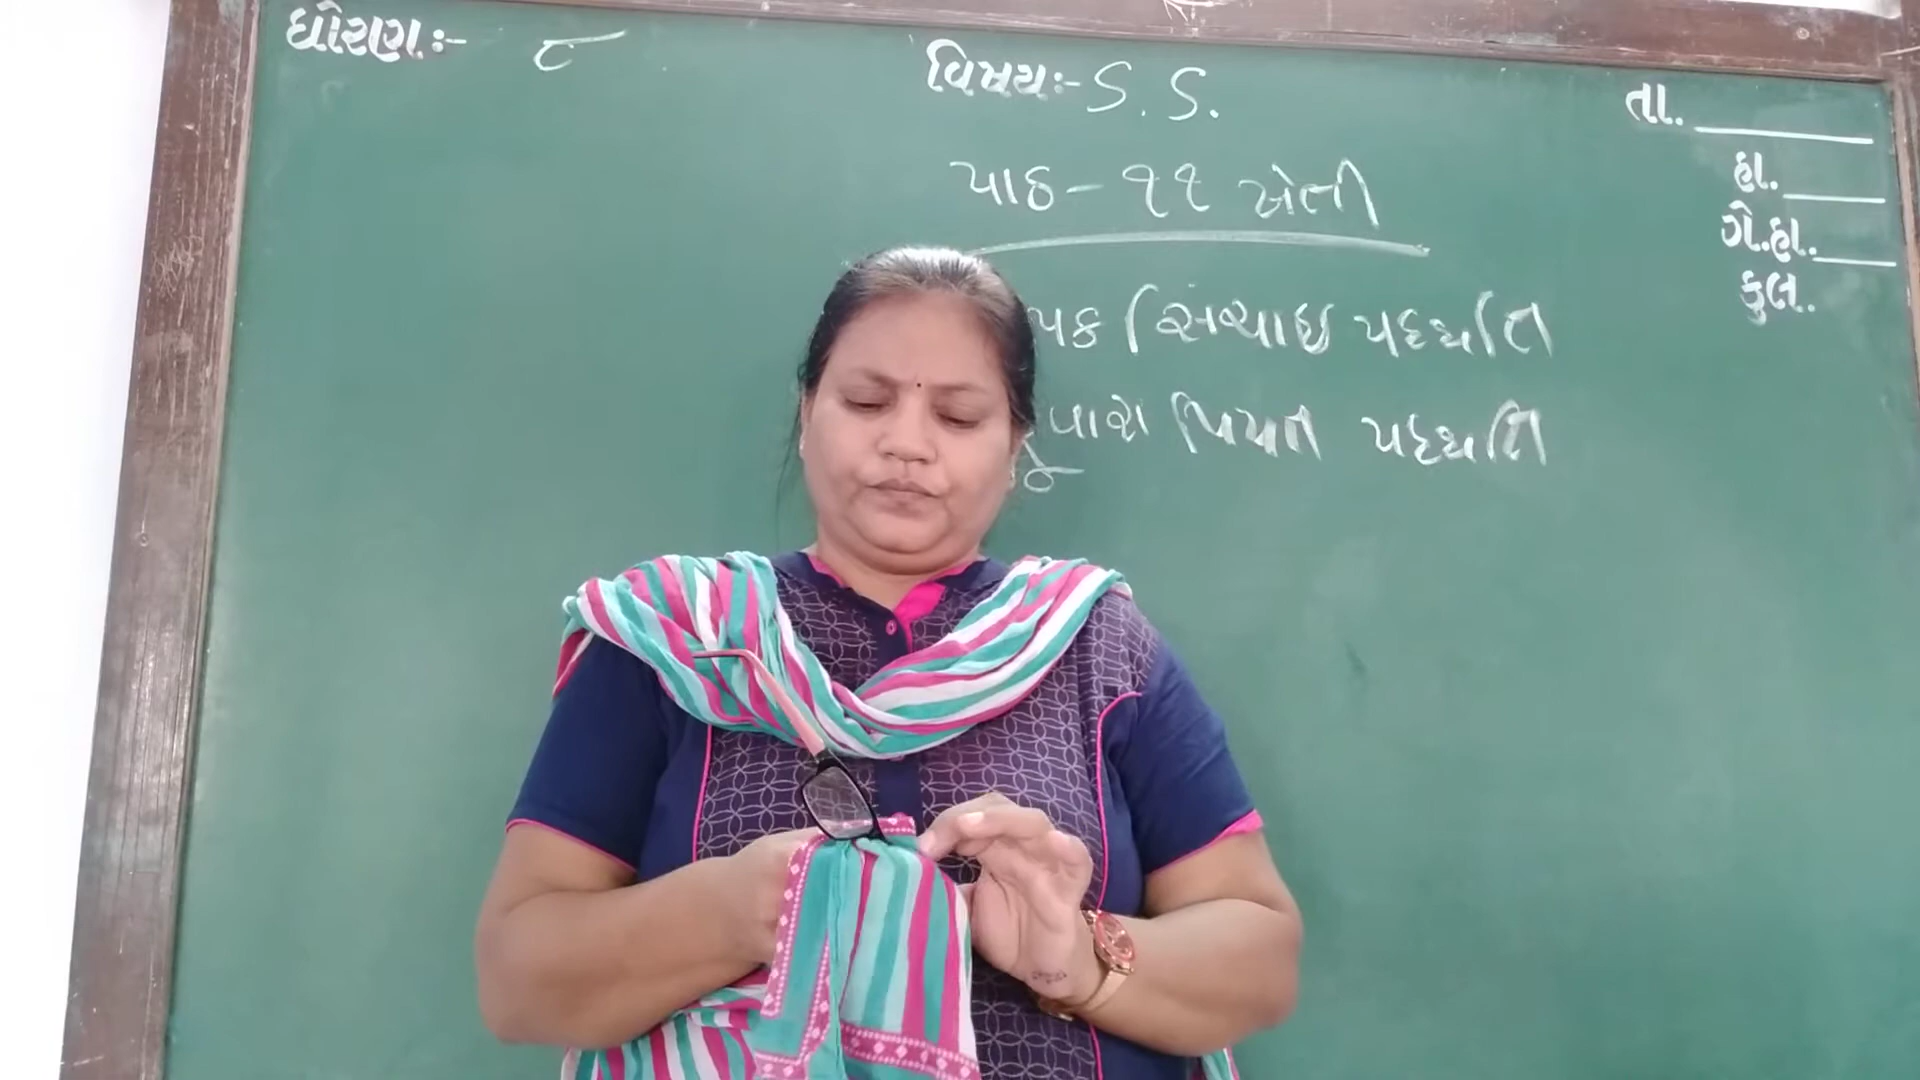 ધોરણ:- ૮
વિષય:- S.S.
તા.
હા.
ગે.હા.
કુલ.
પાઠ - ૧૧ ખેતી
પક સિંચાઈ પદ્ધતિ
પારા પિયત પદ્ધતિ